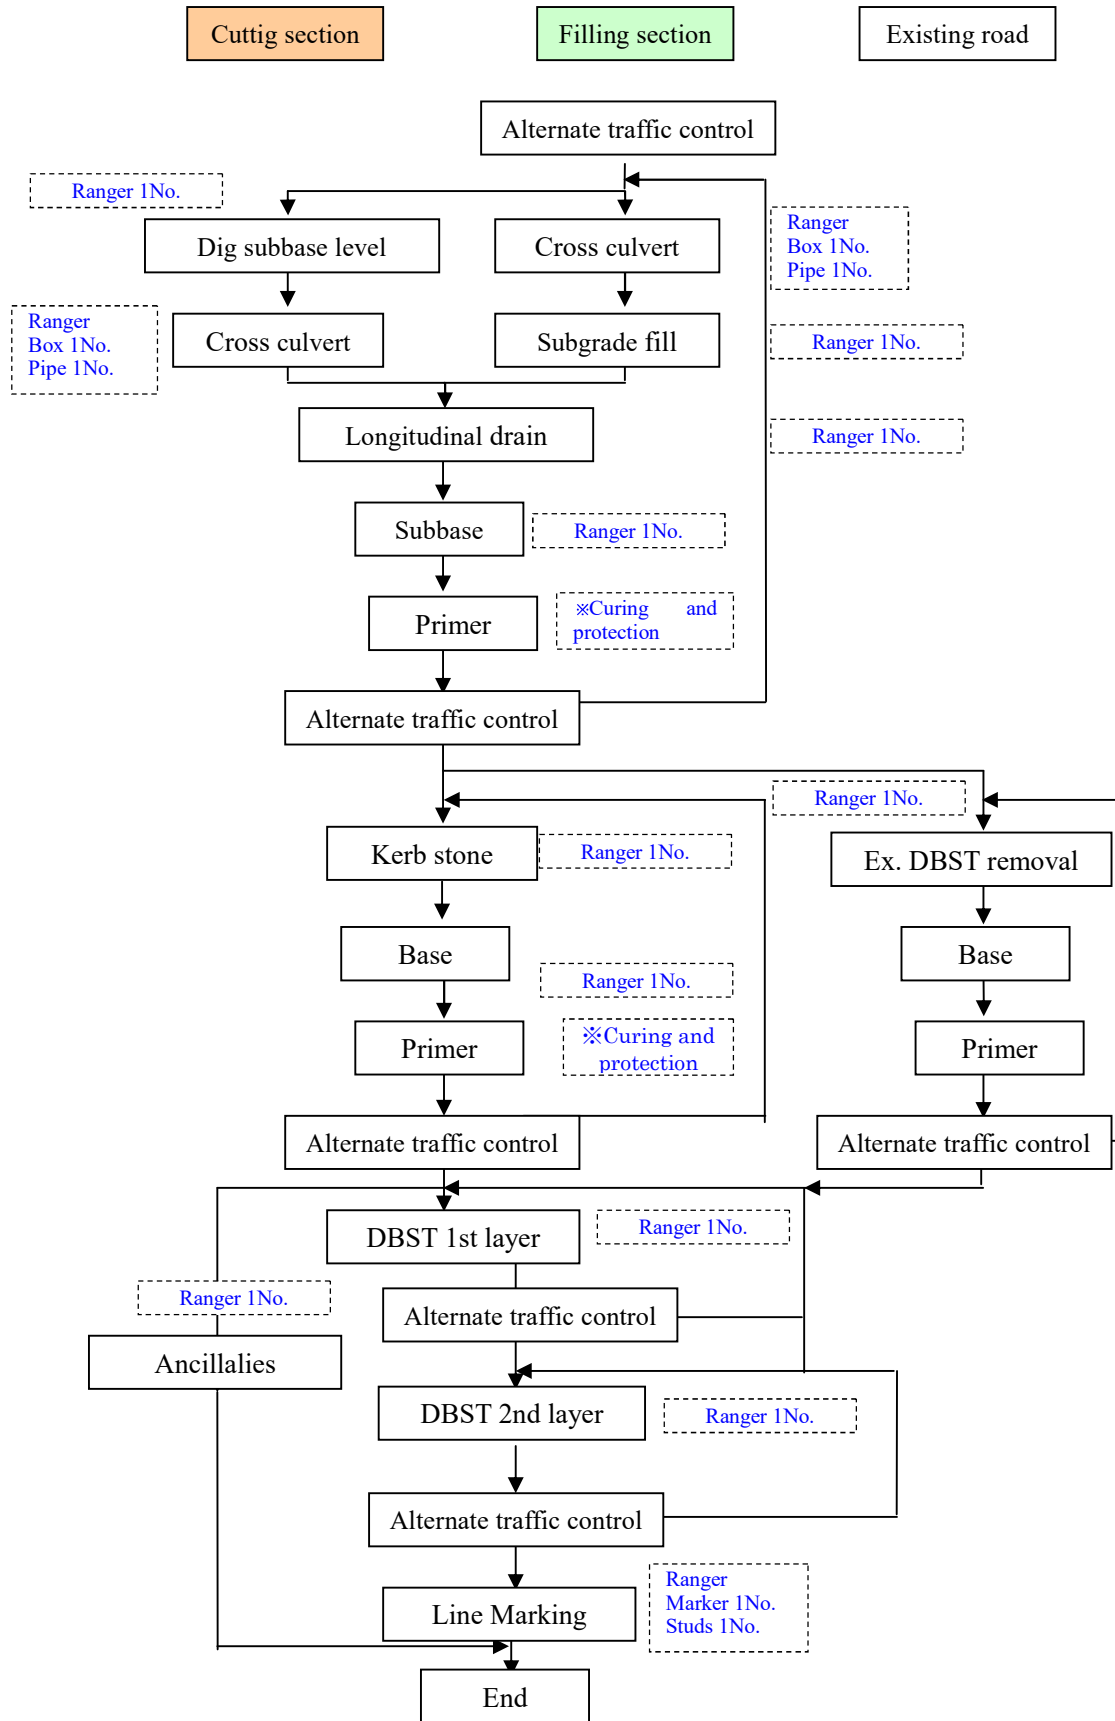 Cuttig section
Filling section
Existing road
Alternate traffic control
Ranger 1No.
Dig subbase level
Cross culvert
Ranger
Box 1No.
Pipe 1No.
Ranger
Box 1No.
Pipe 1No.
Cross culvert
Subgrade fill
Ranger 1No.
Longitudinal drain
Ranger 1No.
Subbase
Ranger 1No.
Primer
※Curing and
protection
Alternate traffic control
Ranger 1No.
Kerb stone
Ranger 1No.
Ex. DBST removal
Base
Ranger 1No.
Base
Primer
※Curing and
protection
Primer
Alternate traffic control
Alternate traffic control
DBST 1st layer
Ranger 1No.
Ranger 1No.
Alternate traffic control
Ancillalies
DBST 2nd layer
Ranger 1No.
Alternate traffic control
Ranger
Marker 1No.
Studs 1No.
Line Marking
End